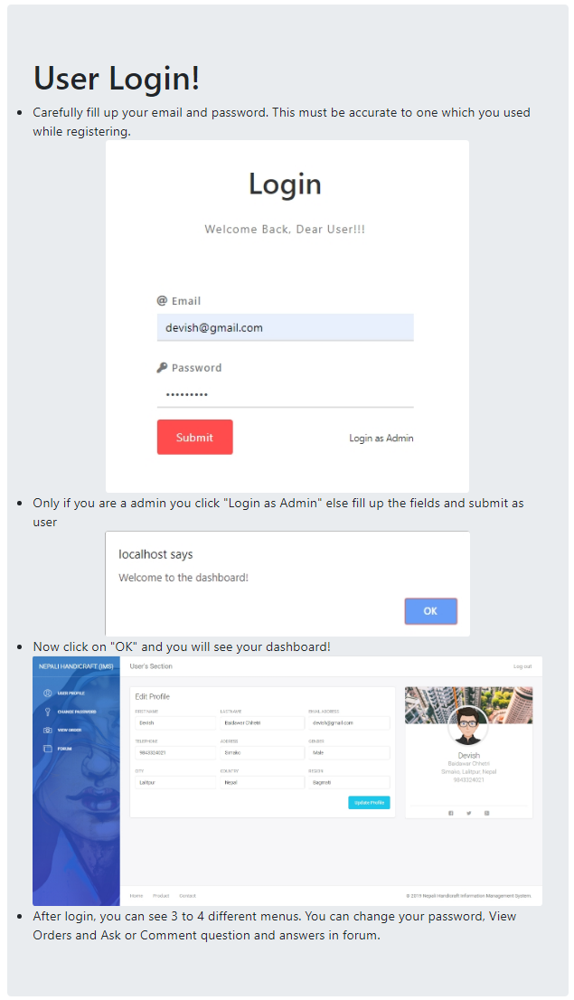 User Login!
Carefully fill up your email and password. This must be accurate to one which you used
while registering.
Login
Welcome Back, Dear User!!!
@ Email
devish@gmail.com
Password
•••••••••
Submit
Login as Admin
Only if you are a admin you click "Login as Admin" else fill up the fields and submit as
user
localhost says
Welcome to the dashboard!
OK
Now click on "OK" and you will see your dashboard!
NEPALI HANDICRAFT (IMS)
User's Section
Log out
USER PROFILE
CHANGE PASSWORD
VIEW ORDER
FORUM
Edit Profile
FIRST NAME
LAST NAME
EMAIL ADDRESS
Devish
Baidawar Chhetri
devish@gmail.com
TELEPHONE
ADDRESS
GENDER
9843324021
Simako
Male
CITY
COUNTRY
REGION
Lalitpur
Nepal
Bagmati
Update Profile
Devish
Baidawar Chhetri
Simako, Lalitpur, Nepal
9843324021
Home
Product
Contact
© 2019 Nepali Handicraft Information Management System.
After login, you can see 3 to 4 different menus. You can change your password, View
Orders and Ask or Comment question and answers in forum.